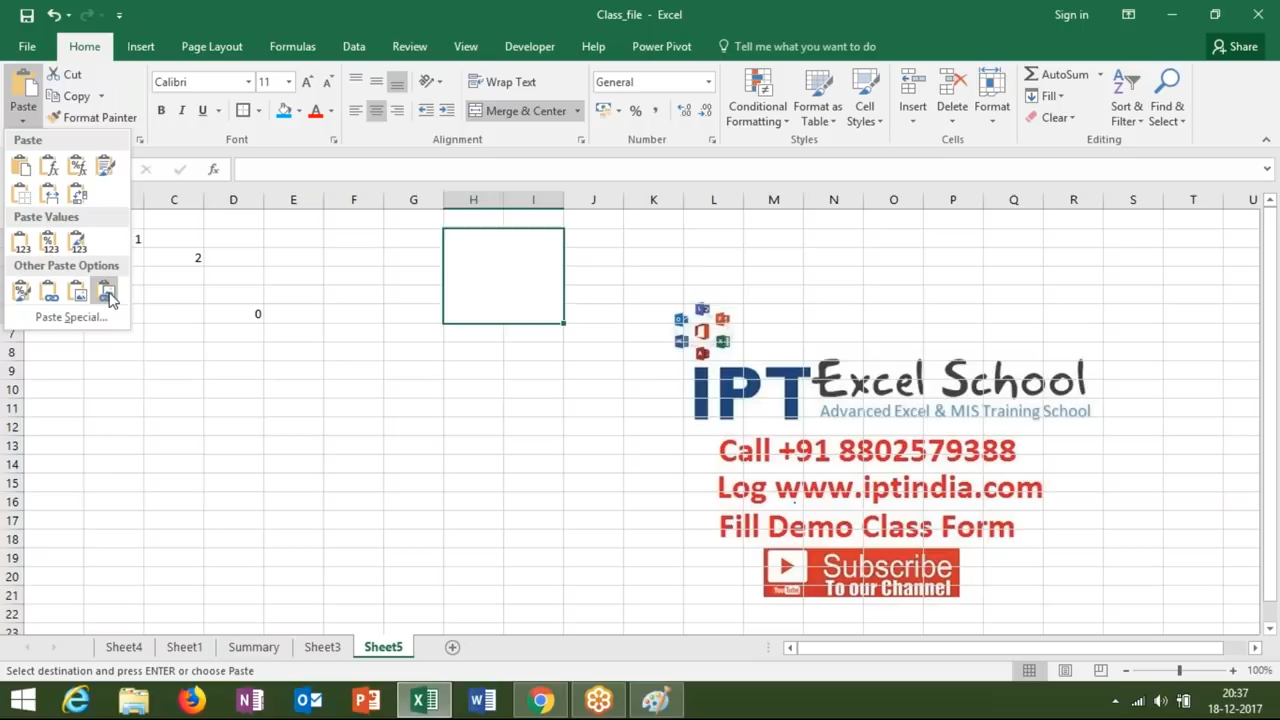 Class_file - Excel
Sign in
File Home Insert Page Layout Formulas Data Review View Developer Help Power Pivot Tell me what you want to do Share
Paste Cut Copy Format Painter
Calibri 11
B I U
Wrap Text
Merge & Center
General
% ,
Conditional Formatting Format as Table Cell Styles
Insert Delete Format
AutoSum Fill Clear
Sort & Filter Find & Select
Font Alignment Number Styles Cells Editing
Paste
Paste Values
123 123 123
Other Paste Options
Paste Special...
fx
C D E F G H I J K L M N O P Q R S T U
1
2
0
7
8
9
10
11
12
13
14
15
16
17
18
19
20
21
22
23
IPT Excel School
Advanced Excel & MIS Training School
Call +91 8802579388
Log www.iptindia.com
Fill Demo Class Form
YouTube Subscribe
To our Channel
Sheet4 Sheet1 Summary Sheet3 Sheet5
Select destination and press ENTER or choose Paste
100%
20:37
18-12-2017